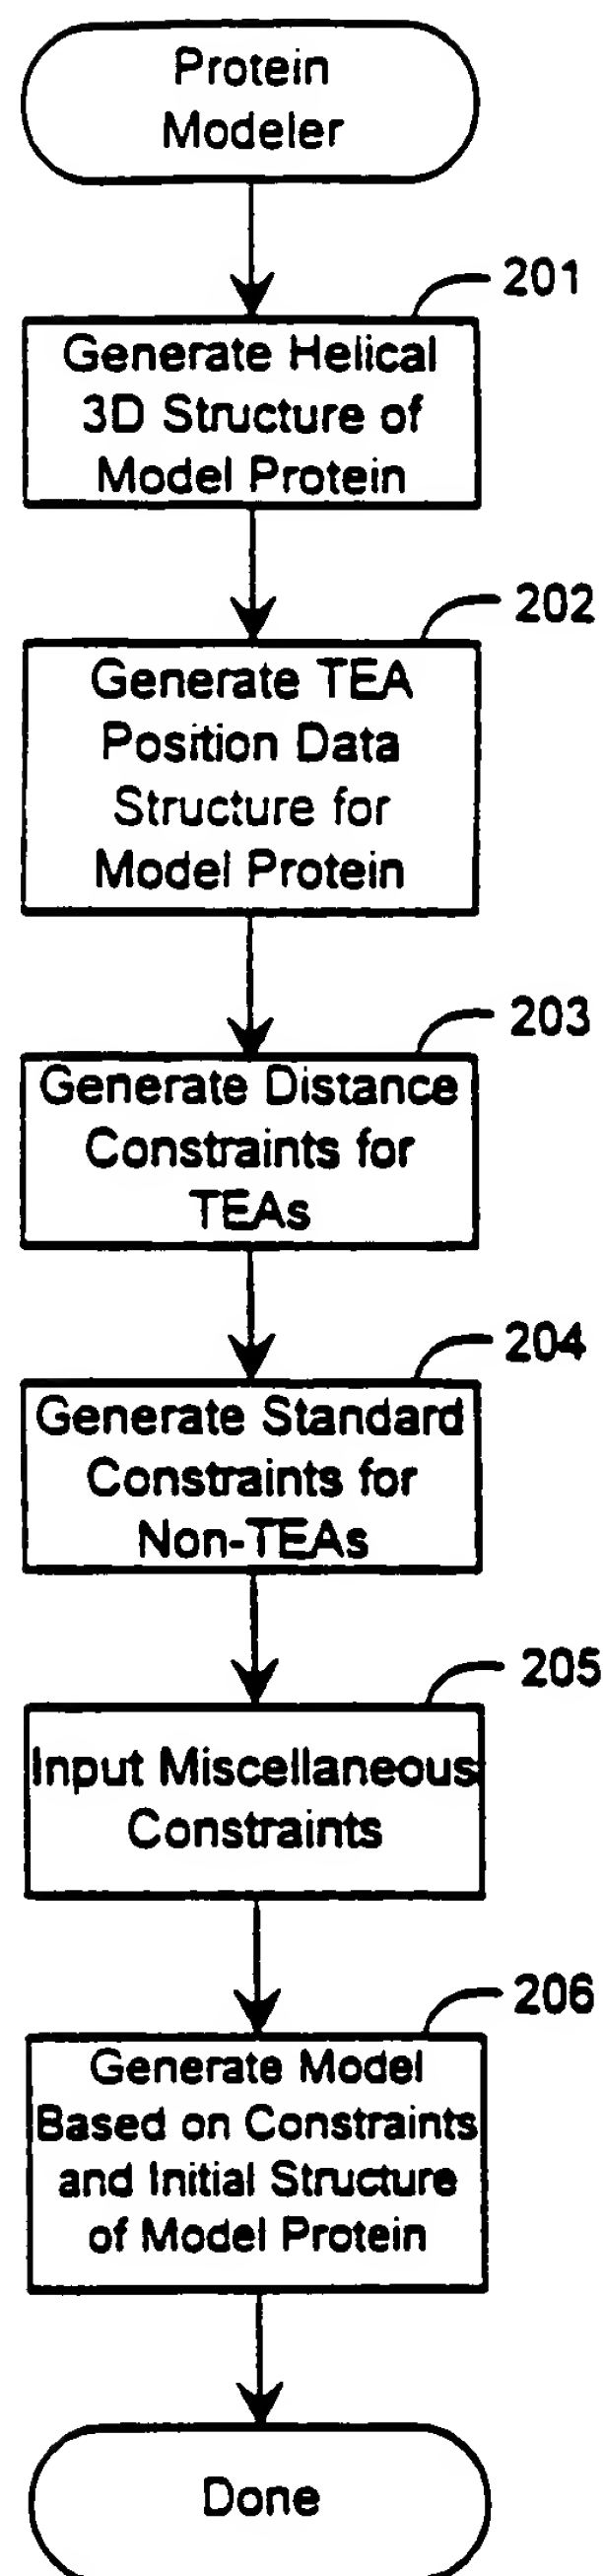 Protein
Modeler
201
Generate Helical
3D Structure of
Model Protein
202
Generate TEA
Position Data
Structure for
Model Protein
203
Generate Distance
Constraints for
TEAs
204
Generate Standard
Constraints for
Non-TEAs
205
Input Miscellaneous
Constraints
206
Generate Model
Based on Constraints
and Initial Structure
of Model Protein
Done